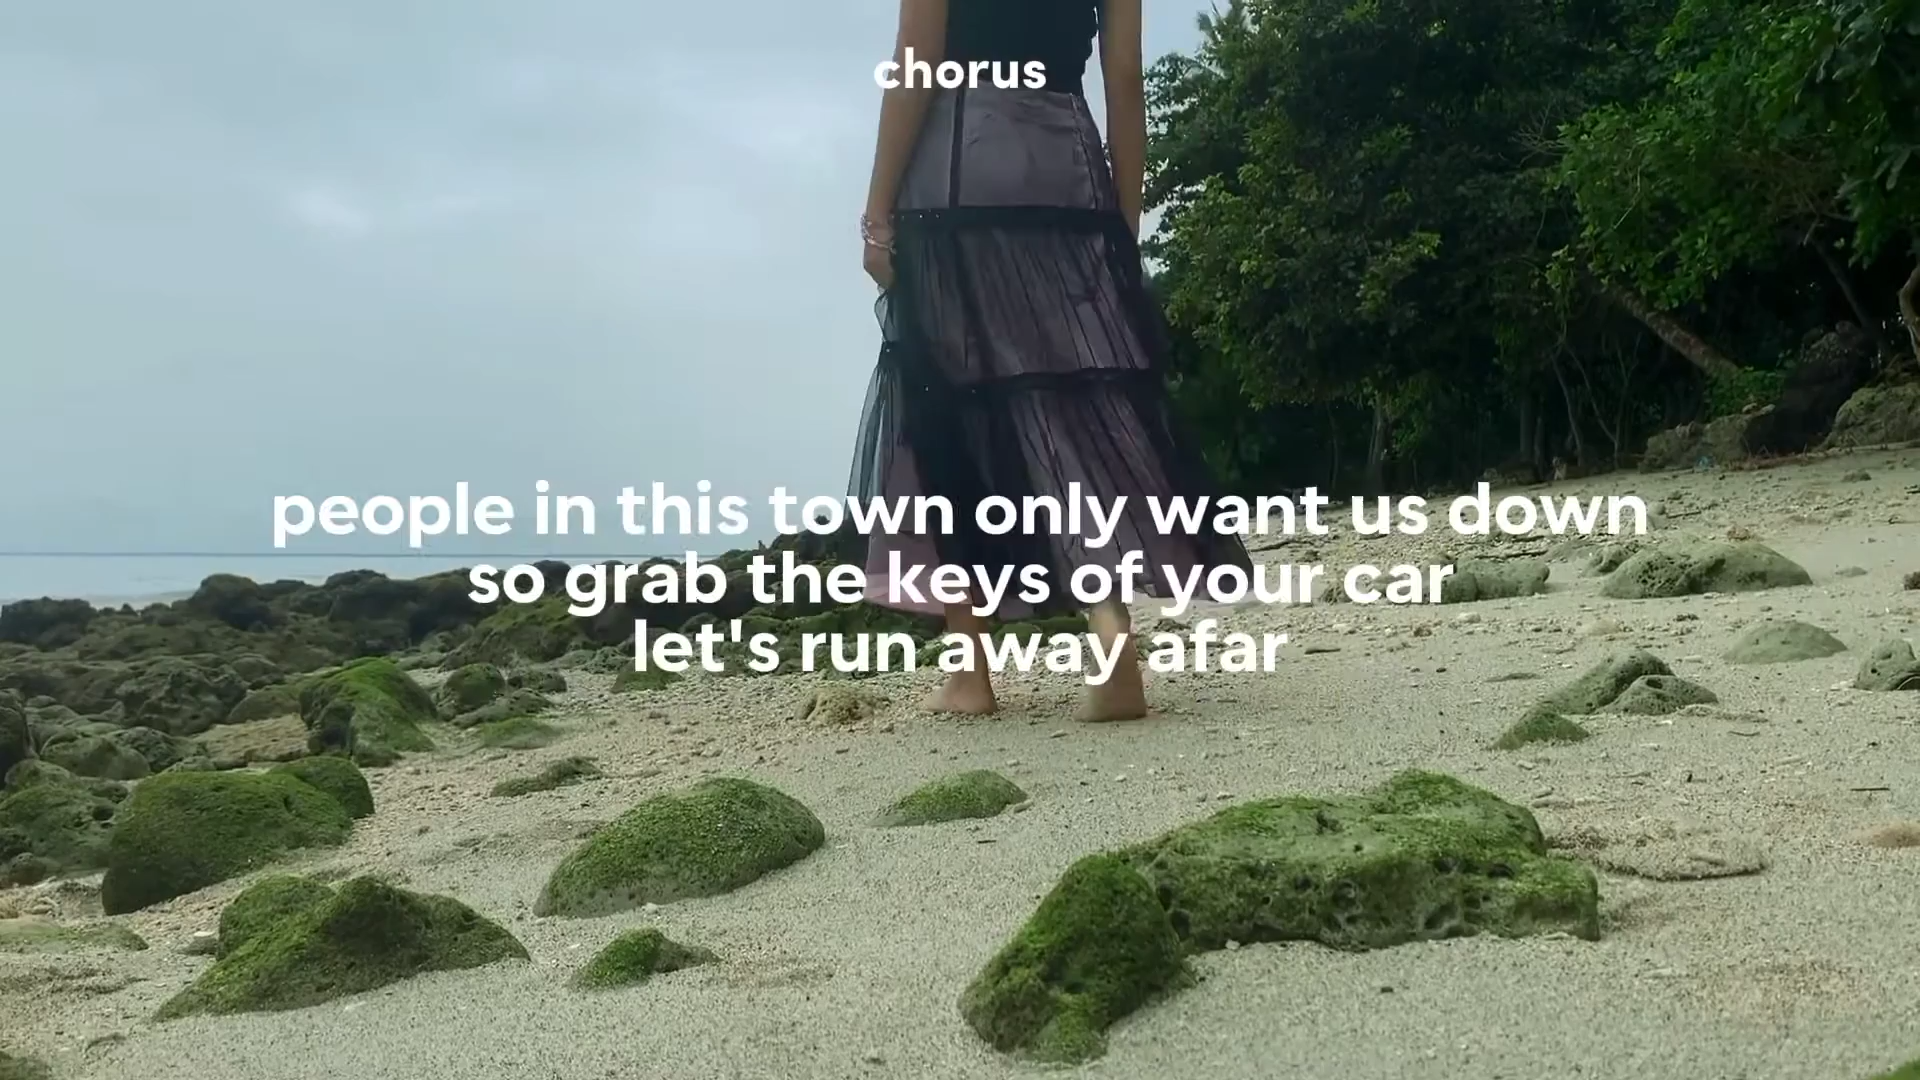 chorus
people in this town only want us down
so grab the keys of your car
let's run away afar